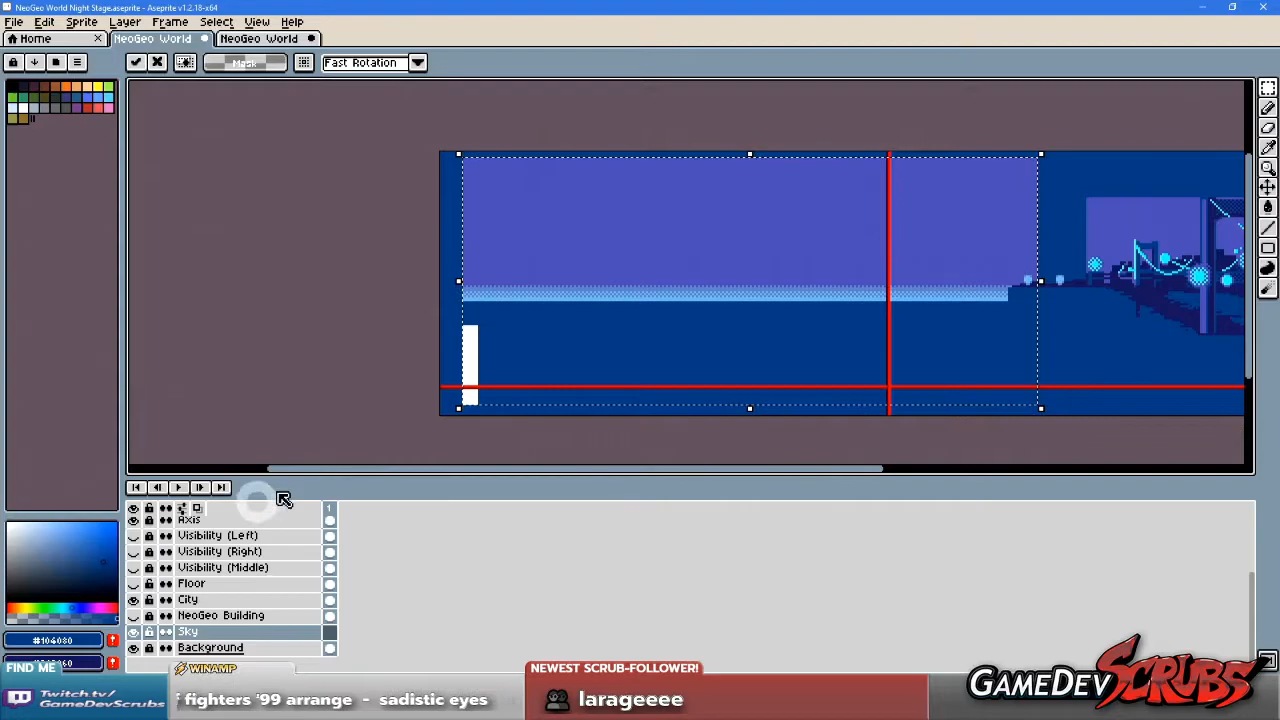 NeoGeo World Night Stage.aseprite - Aseprite v1.2.18-x64
File Edit Sprite Layer Frame Select View Help
Home NeoGeo World NeoGeo World
Mask Fast Rotation
1
Axis
Visibility (Left)
Visibility (Right)
Visibility (Middle)
Floor
City
NeoGeo Building
Sky
Background
#104080
FIND ME
Twitch.tv/
GameDevScrubs
WINAMP
fighters '99 arrange - sadistic eyes
NEWEST SCRUB-FOLLOWER!
larageeee
GAMEDEV SCRUBS